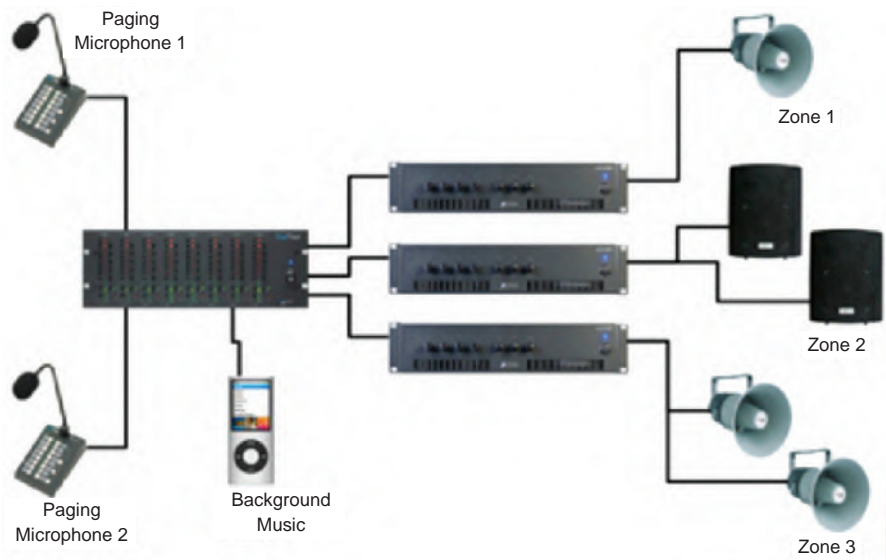 Paging
Microphone 1
Zone 1
Zone 2
Paging
Microphone 2
Background
Music
Zone 3